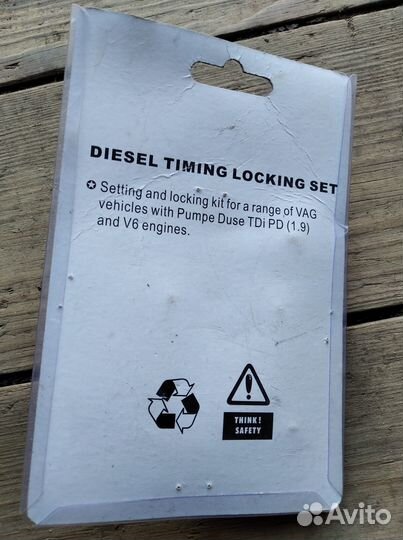 DIESEL TIMING LOCKING SET
✪ Setting and locking kit for a range of VAG
vehicles with Pumpe Duse TDi PD (1.9)
and V6 engines.
THINK!
SAFETY
Avito